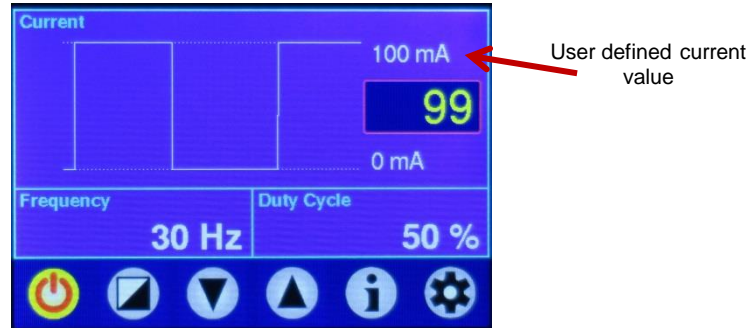 Current
100 mA
User defined current
value
99
0 mA
Frequency
Duty Cycle
30 Hz
50 %
i